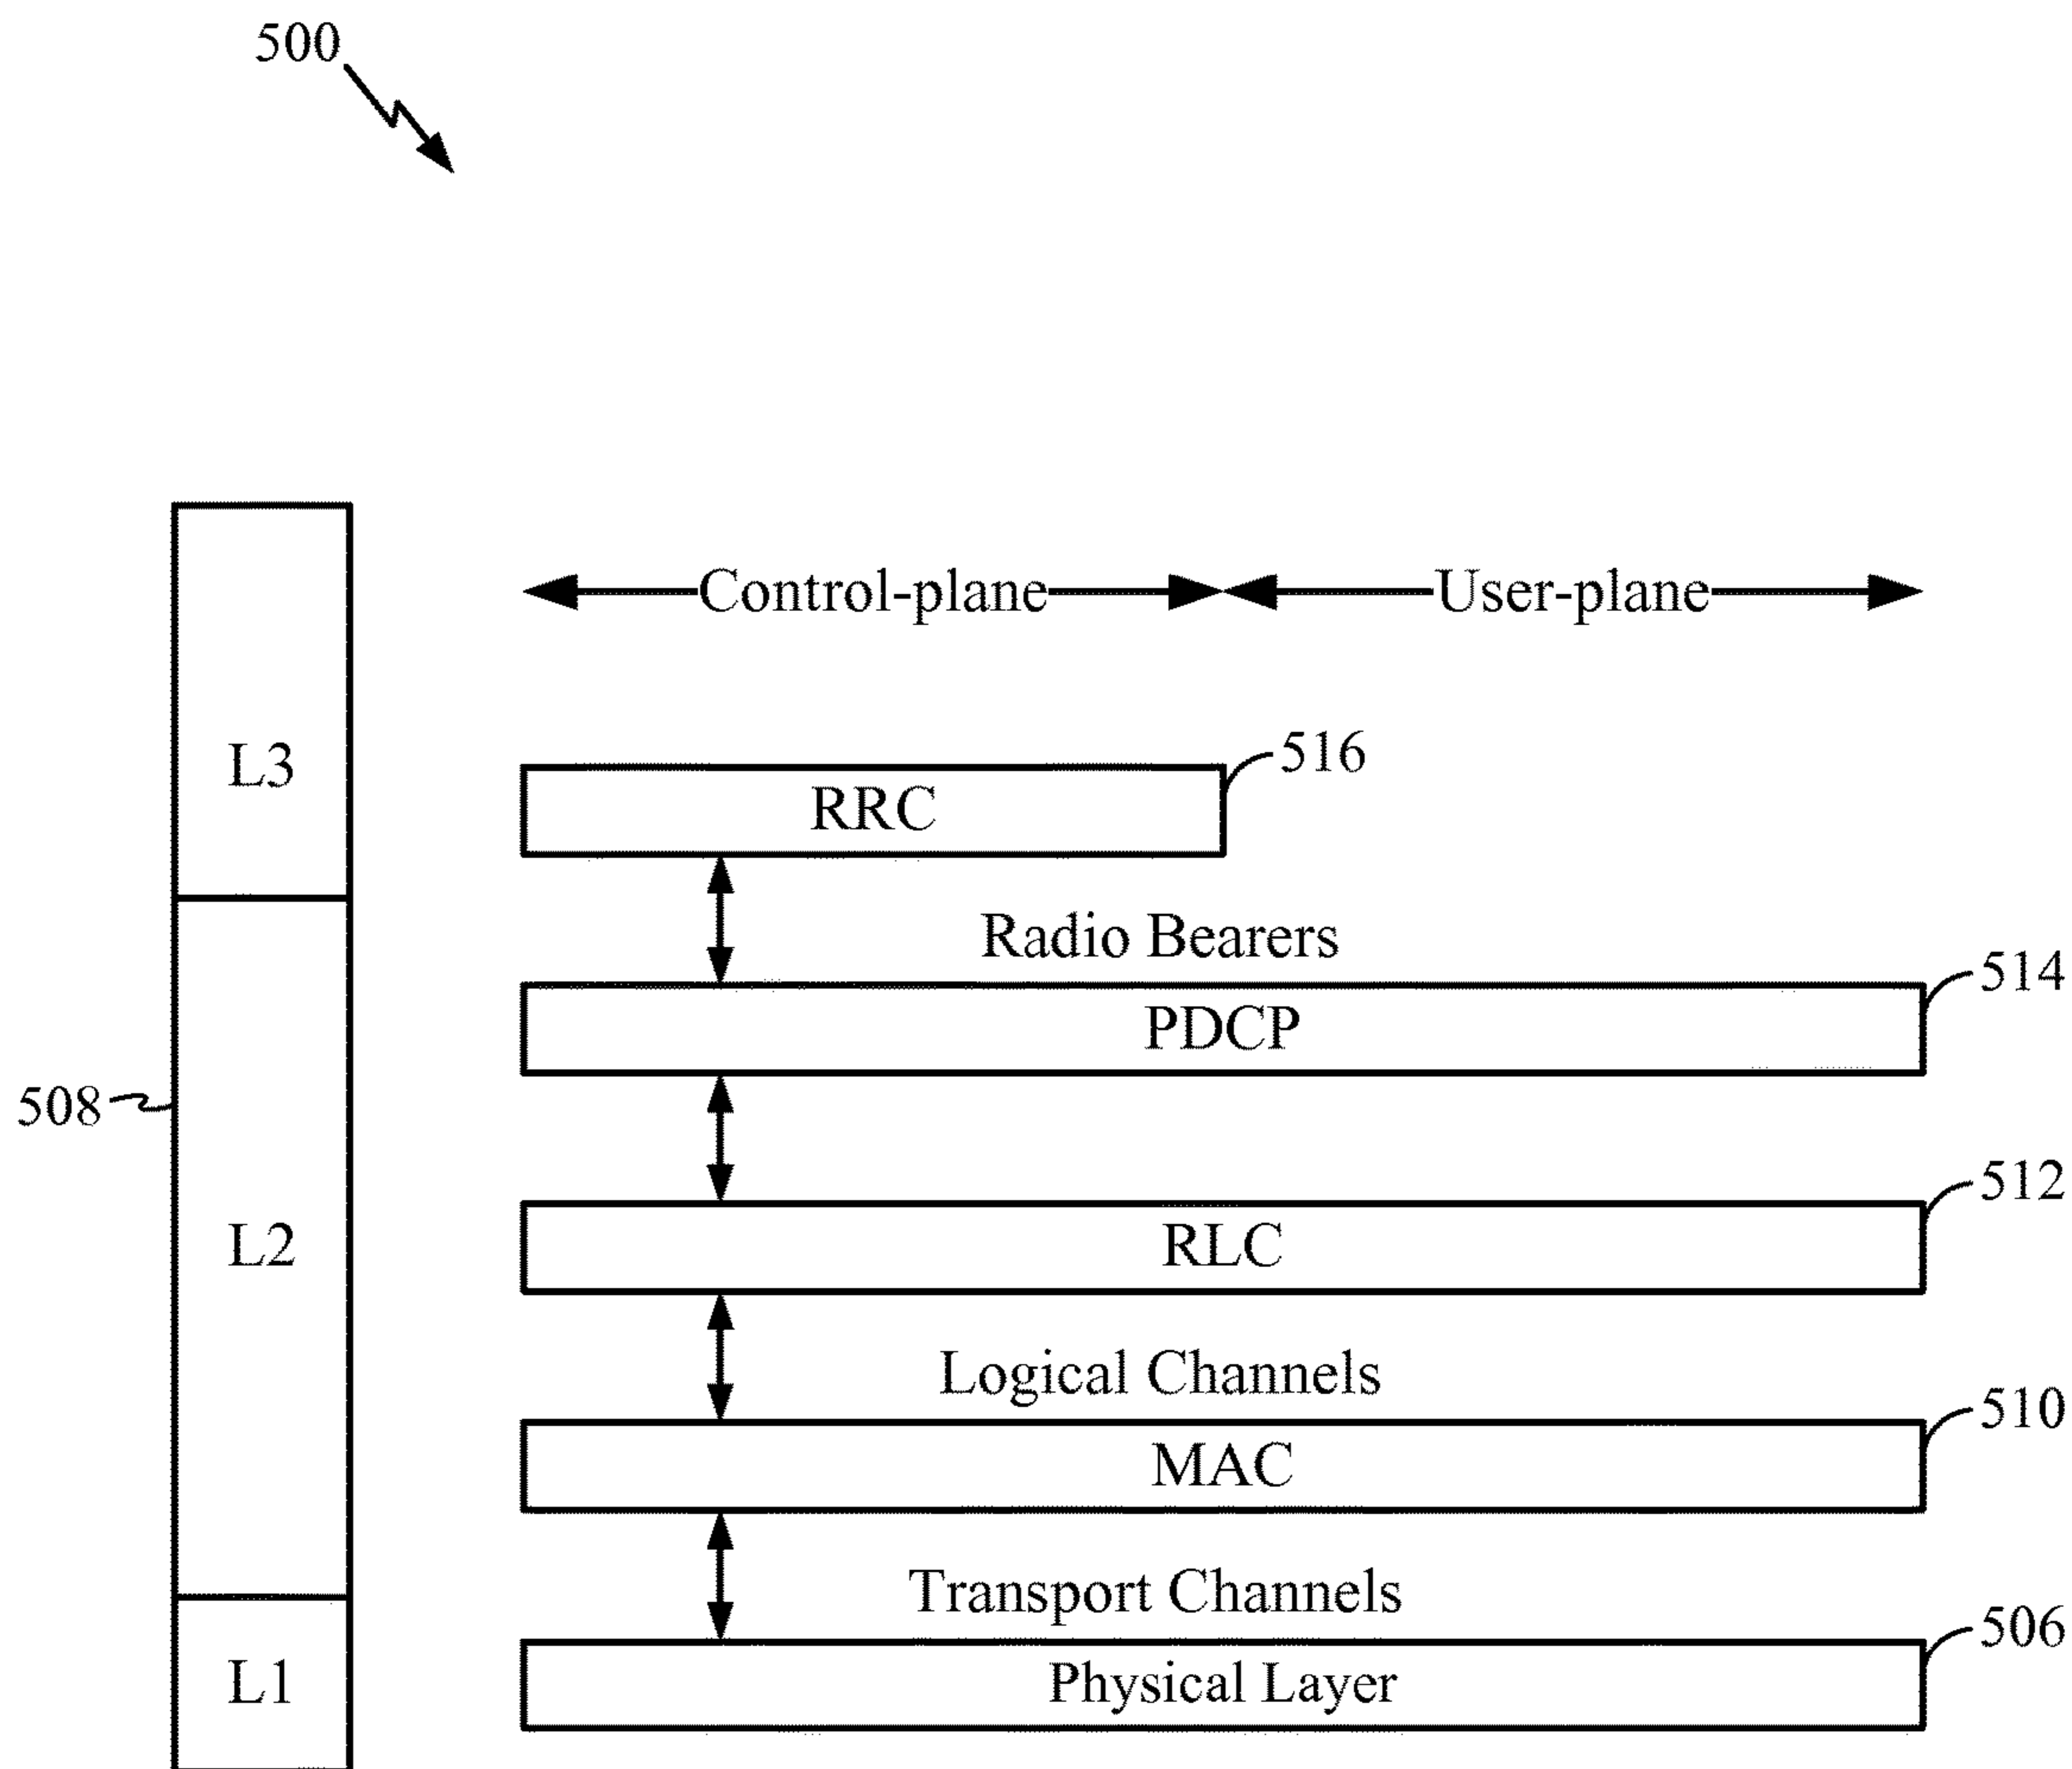 500
Control-plane User-plane
L3
516
RRC
Radio Bearers
514
PDCP
508
512
L2
RLC
Logical Channels
510
MAC
Transport Channels
506
L1
Physical Layer